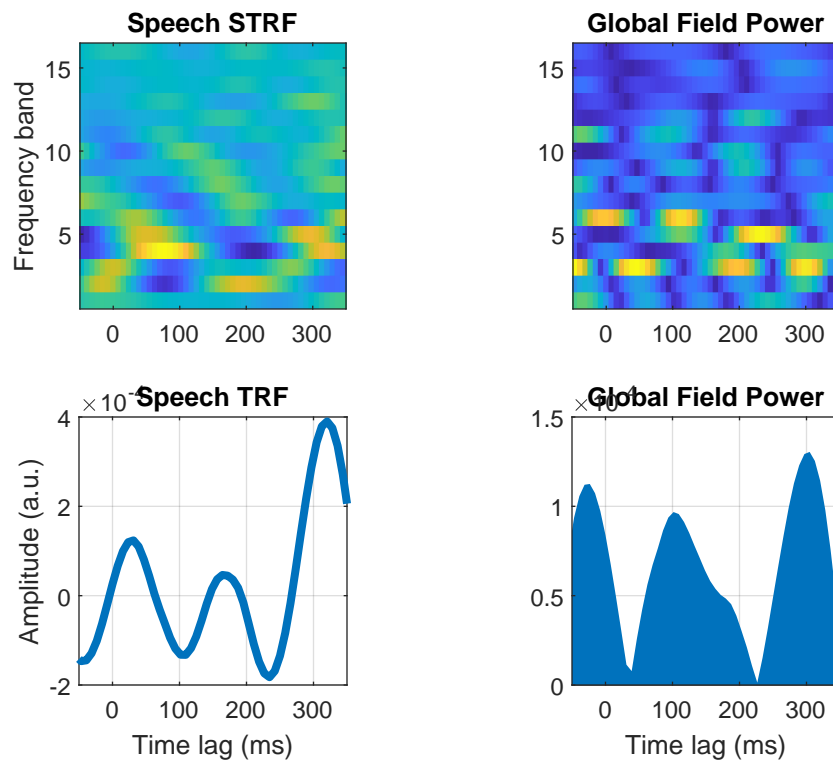 Speech STRF
Frequency band
15
10
5
0 100 200 300
Global Field Power
15
10
5
0 100 200 300
×10-4
Speech TRF
Amplitude (a.u.)
4
2
0
-2
0 100 200 300
Time lag (ms)
Global Field Power
1.5
1
0.5
0
0 100 200 300
Time lag (ms)